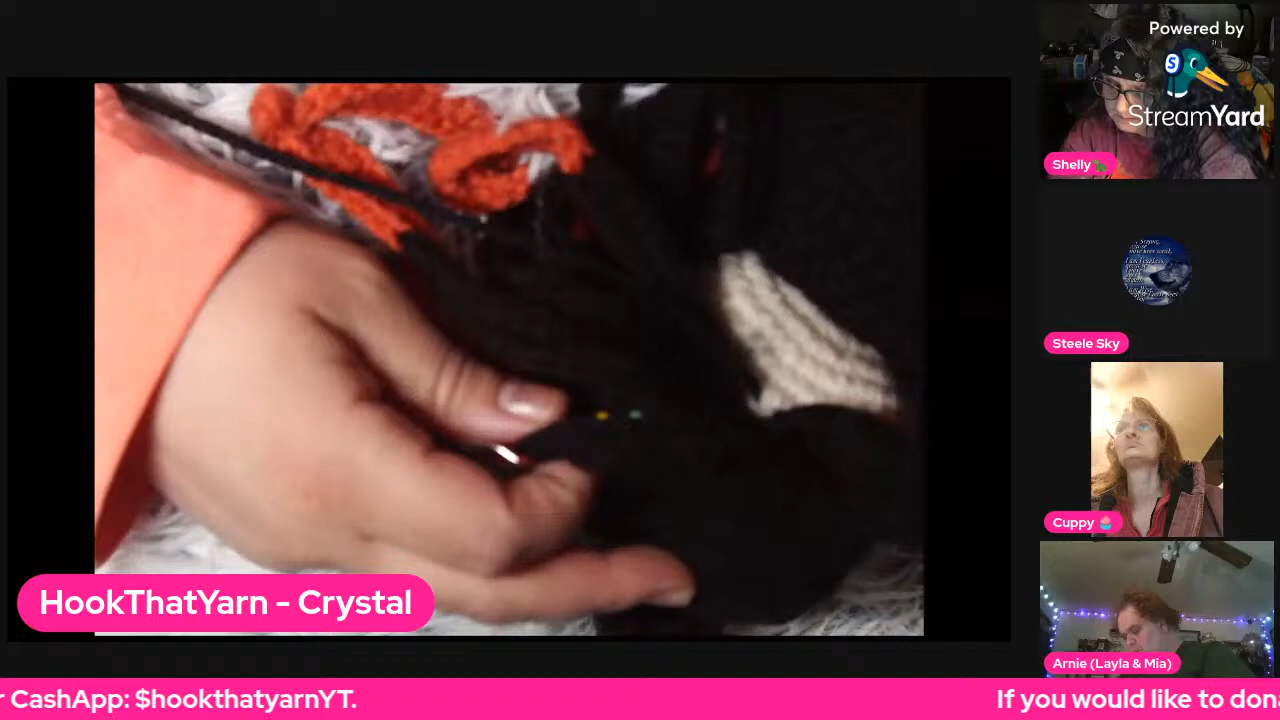 Powered by
S
StreamYard
Shelly
Steele Sky
Cuppy
Arnie (Layla & Mia)
HookThatYarn - Crystal
r CashApp: $hookthatyarnYT.
If you would like to dona